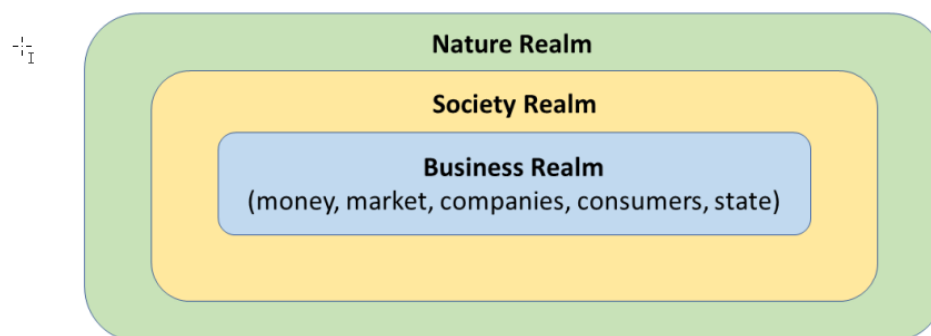 Nature Realm
Society Realm
Business Realm
(money, market, companies, consumers, state)